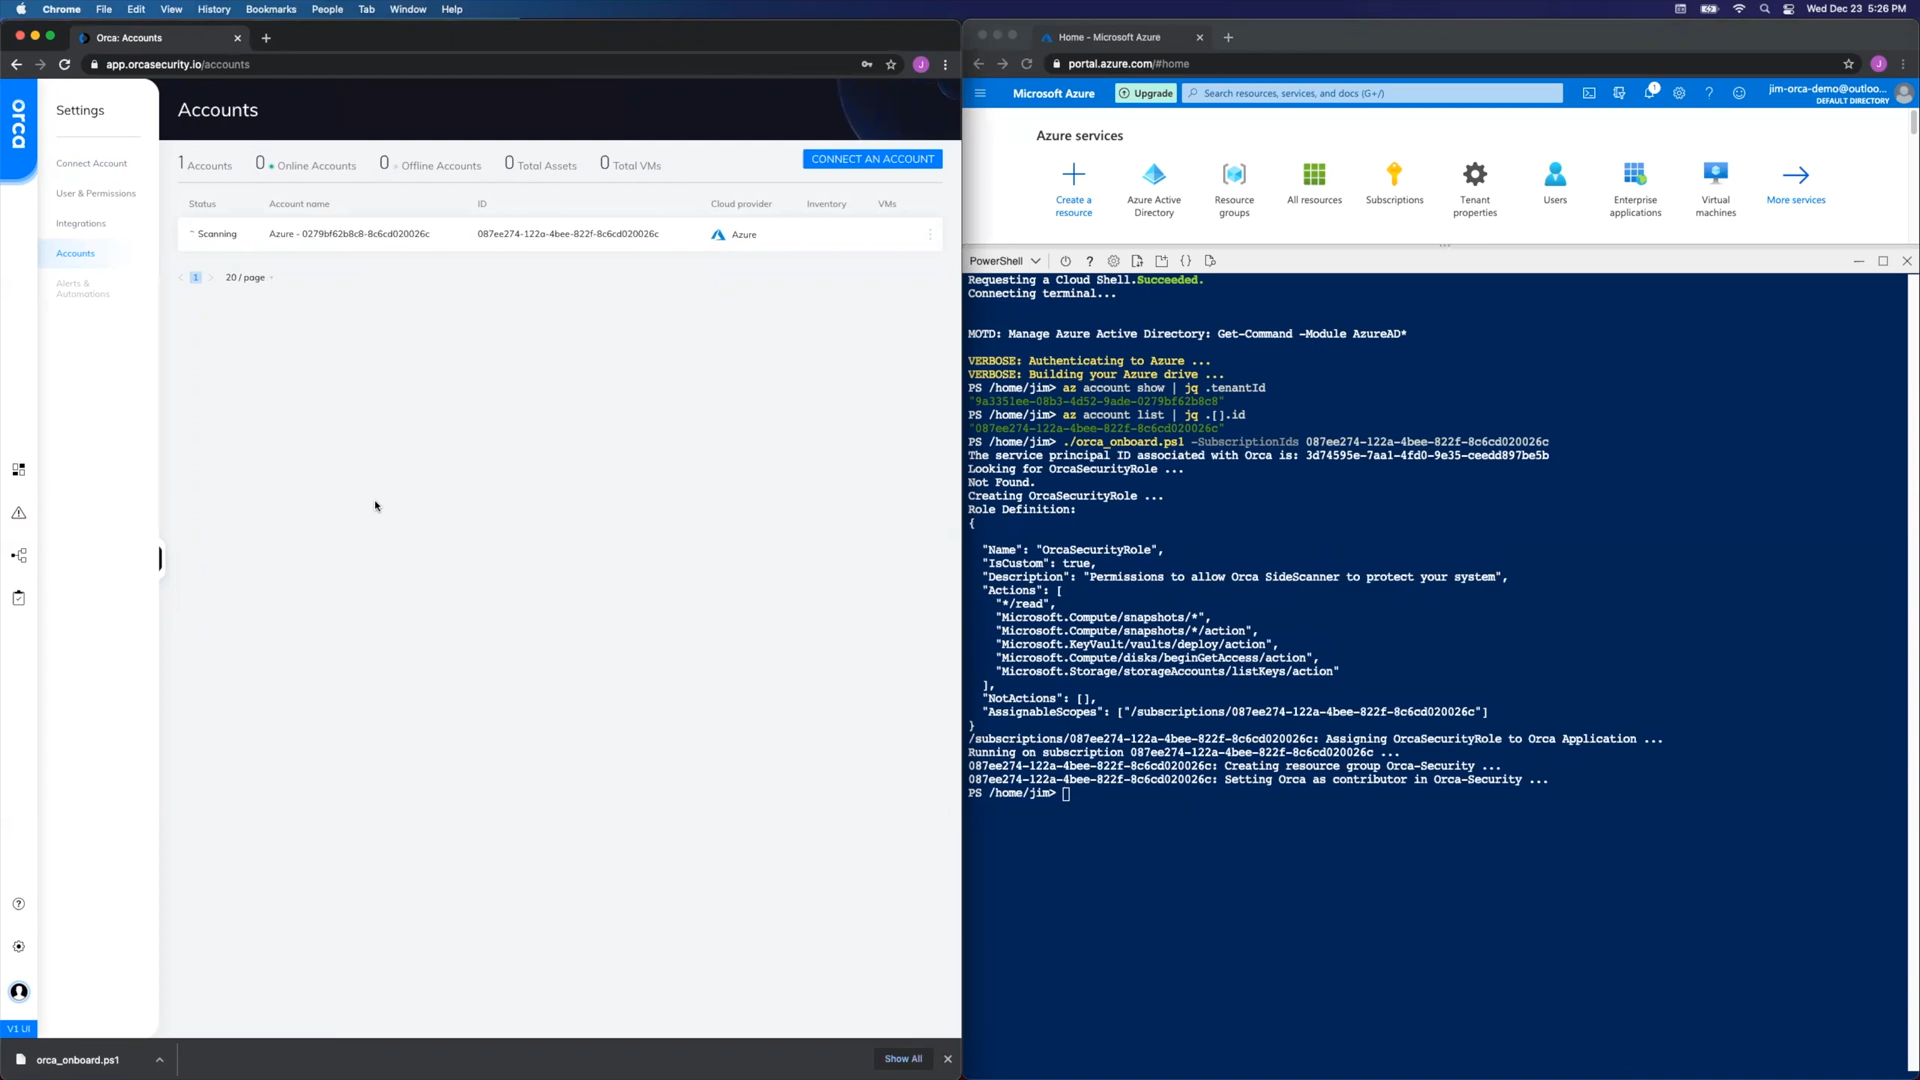 Chrome File Edit View History Bookmarks People Tab Window Help
Wed Dec 23 5:26 PM
Orca: Accounts
app.orcasecurity.io/accounts
J
orca
Settings
Connect Account
User & Permissions
Integrations
Accounts
Alerts &
Automations
V1 UI
Accounts
1 Accounts 0 Online Accounts 0 Offline Accounts 0 Total Assets 0 Total VMs
CONNECT AN ACCOUNT
Status Account name ID Cloud provider Inventory VMs
Scanning Azure - 0279bf62b8c8-8c6cd020026c 087ee274-122a-4bee-822f-8c6cd020026c Azure
1 20 / page
orca_onboard.ps1
Show All
Home - Microsoft Azure
portal.azure.com/#home
J
Microsoft Azure Upgrade Search resources, services, and docs (G+/)
1
jim-orca-demo@outloo...
DEFAULT DIRECTORY
Azure services
Create a
resource
Azure Active
Directory
Resource
groups
All resources
Subscriptions
Tenant
properties
Users
Enterprise
applications
Virtual
machines
More services
PowerShell
Requesting a Cloud Shell.Succeeded.
Connecting terminal...
MOTD: Manage Azure Active Directory: Get-Command -Module AzureAD*
VERBOSE: Authenticating to Azure ...
VERBOSE: Building your Azure drive ...
PS /home/jim> az account show | jq .tenantId
"9a3351ee-08b3-4d52-9ade-0279bf62b8c8"
PS /home/jim> az account list | jq .[].id
"087ee274-122a-4bee-822f-8c6cd020026c"
PS /home/jim> ./orca_onboard.ps1 -SubscriptionIds 087ee274-122a-4bee-822f-8c6cd020026c
The service principal ID associated with Orca is: 3d74595e-7aa1-4fd0-9e35-ceedd897be5b
Looking for OrcaSecurityRole ...
Not Found.
Creating OrcaSecurityRole ...
Role Definition:
{
"Name": "OrcaSecurityRole",
"IsCustom": true,
"Description": "Permissions to allow Orca SideScanner to protect your system",
"Actions": [
"*/read",
"Microsoft.Compute/snapshots/*",
"Microsoft.Compute/snapshots/*/action",
"Microsoft.KeyVault/vaults/deploy/action",
"Microsoft.Compute/disks/beginGetAccess/action",
"Microsoft.Storage/storageAccounts/listKeys/action"
],
"NotActions": [],
"AssignableScopes": ["/subscriptions/087ee274-122a-4bee-822f-8c6cd020026c"]
}
/subscriptions/087ee274-122a-4bee-822f-8c6cd020026c: Assigning OrcaSecurityRole to Orca Application ...
Running on subscription 087ee274-122a-4bee-822f-8c6cd020026c ...
087ee274-122a-4bee-822f-8c6cd020026c: Creating resource group Orca-Security ...
087ee274-122a-4bee-822f-8c6cd020026c: Setting Orca as contributor in Orca-Security ...
PS /home/jim>